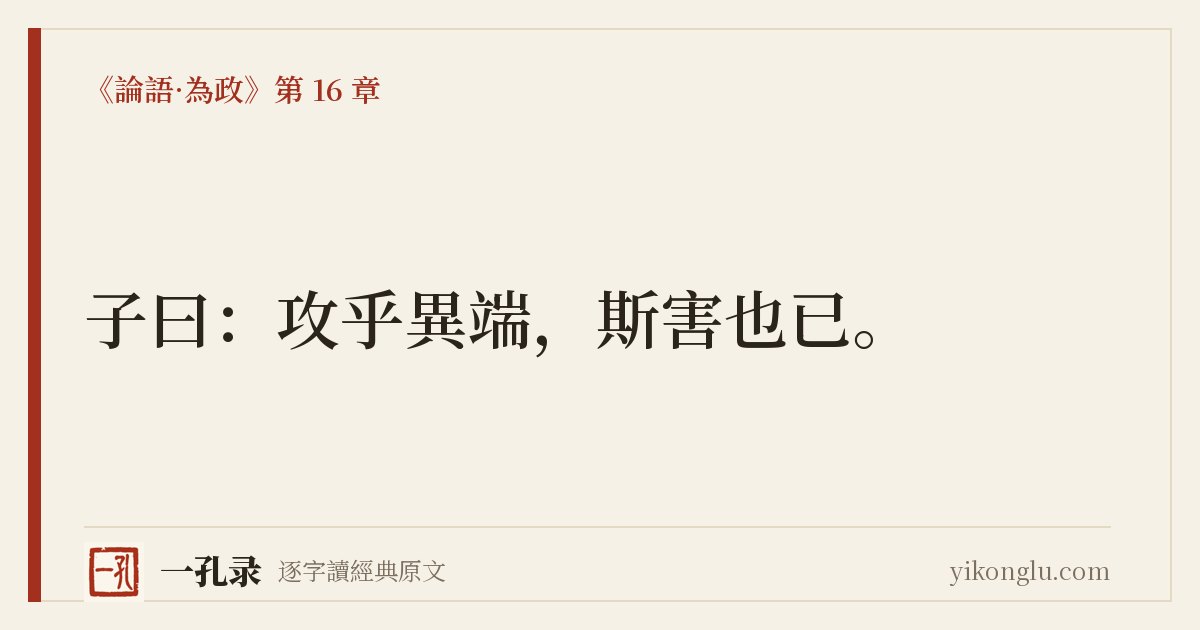 《論語·為政》第 16 章
子曰：攻乎異端，斯害也已。
一孔
一孔录 逐字讀經典原文
yikonglu.com